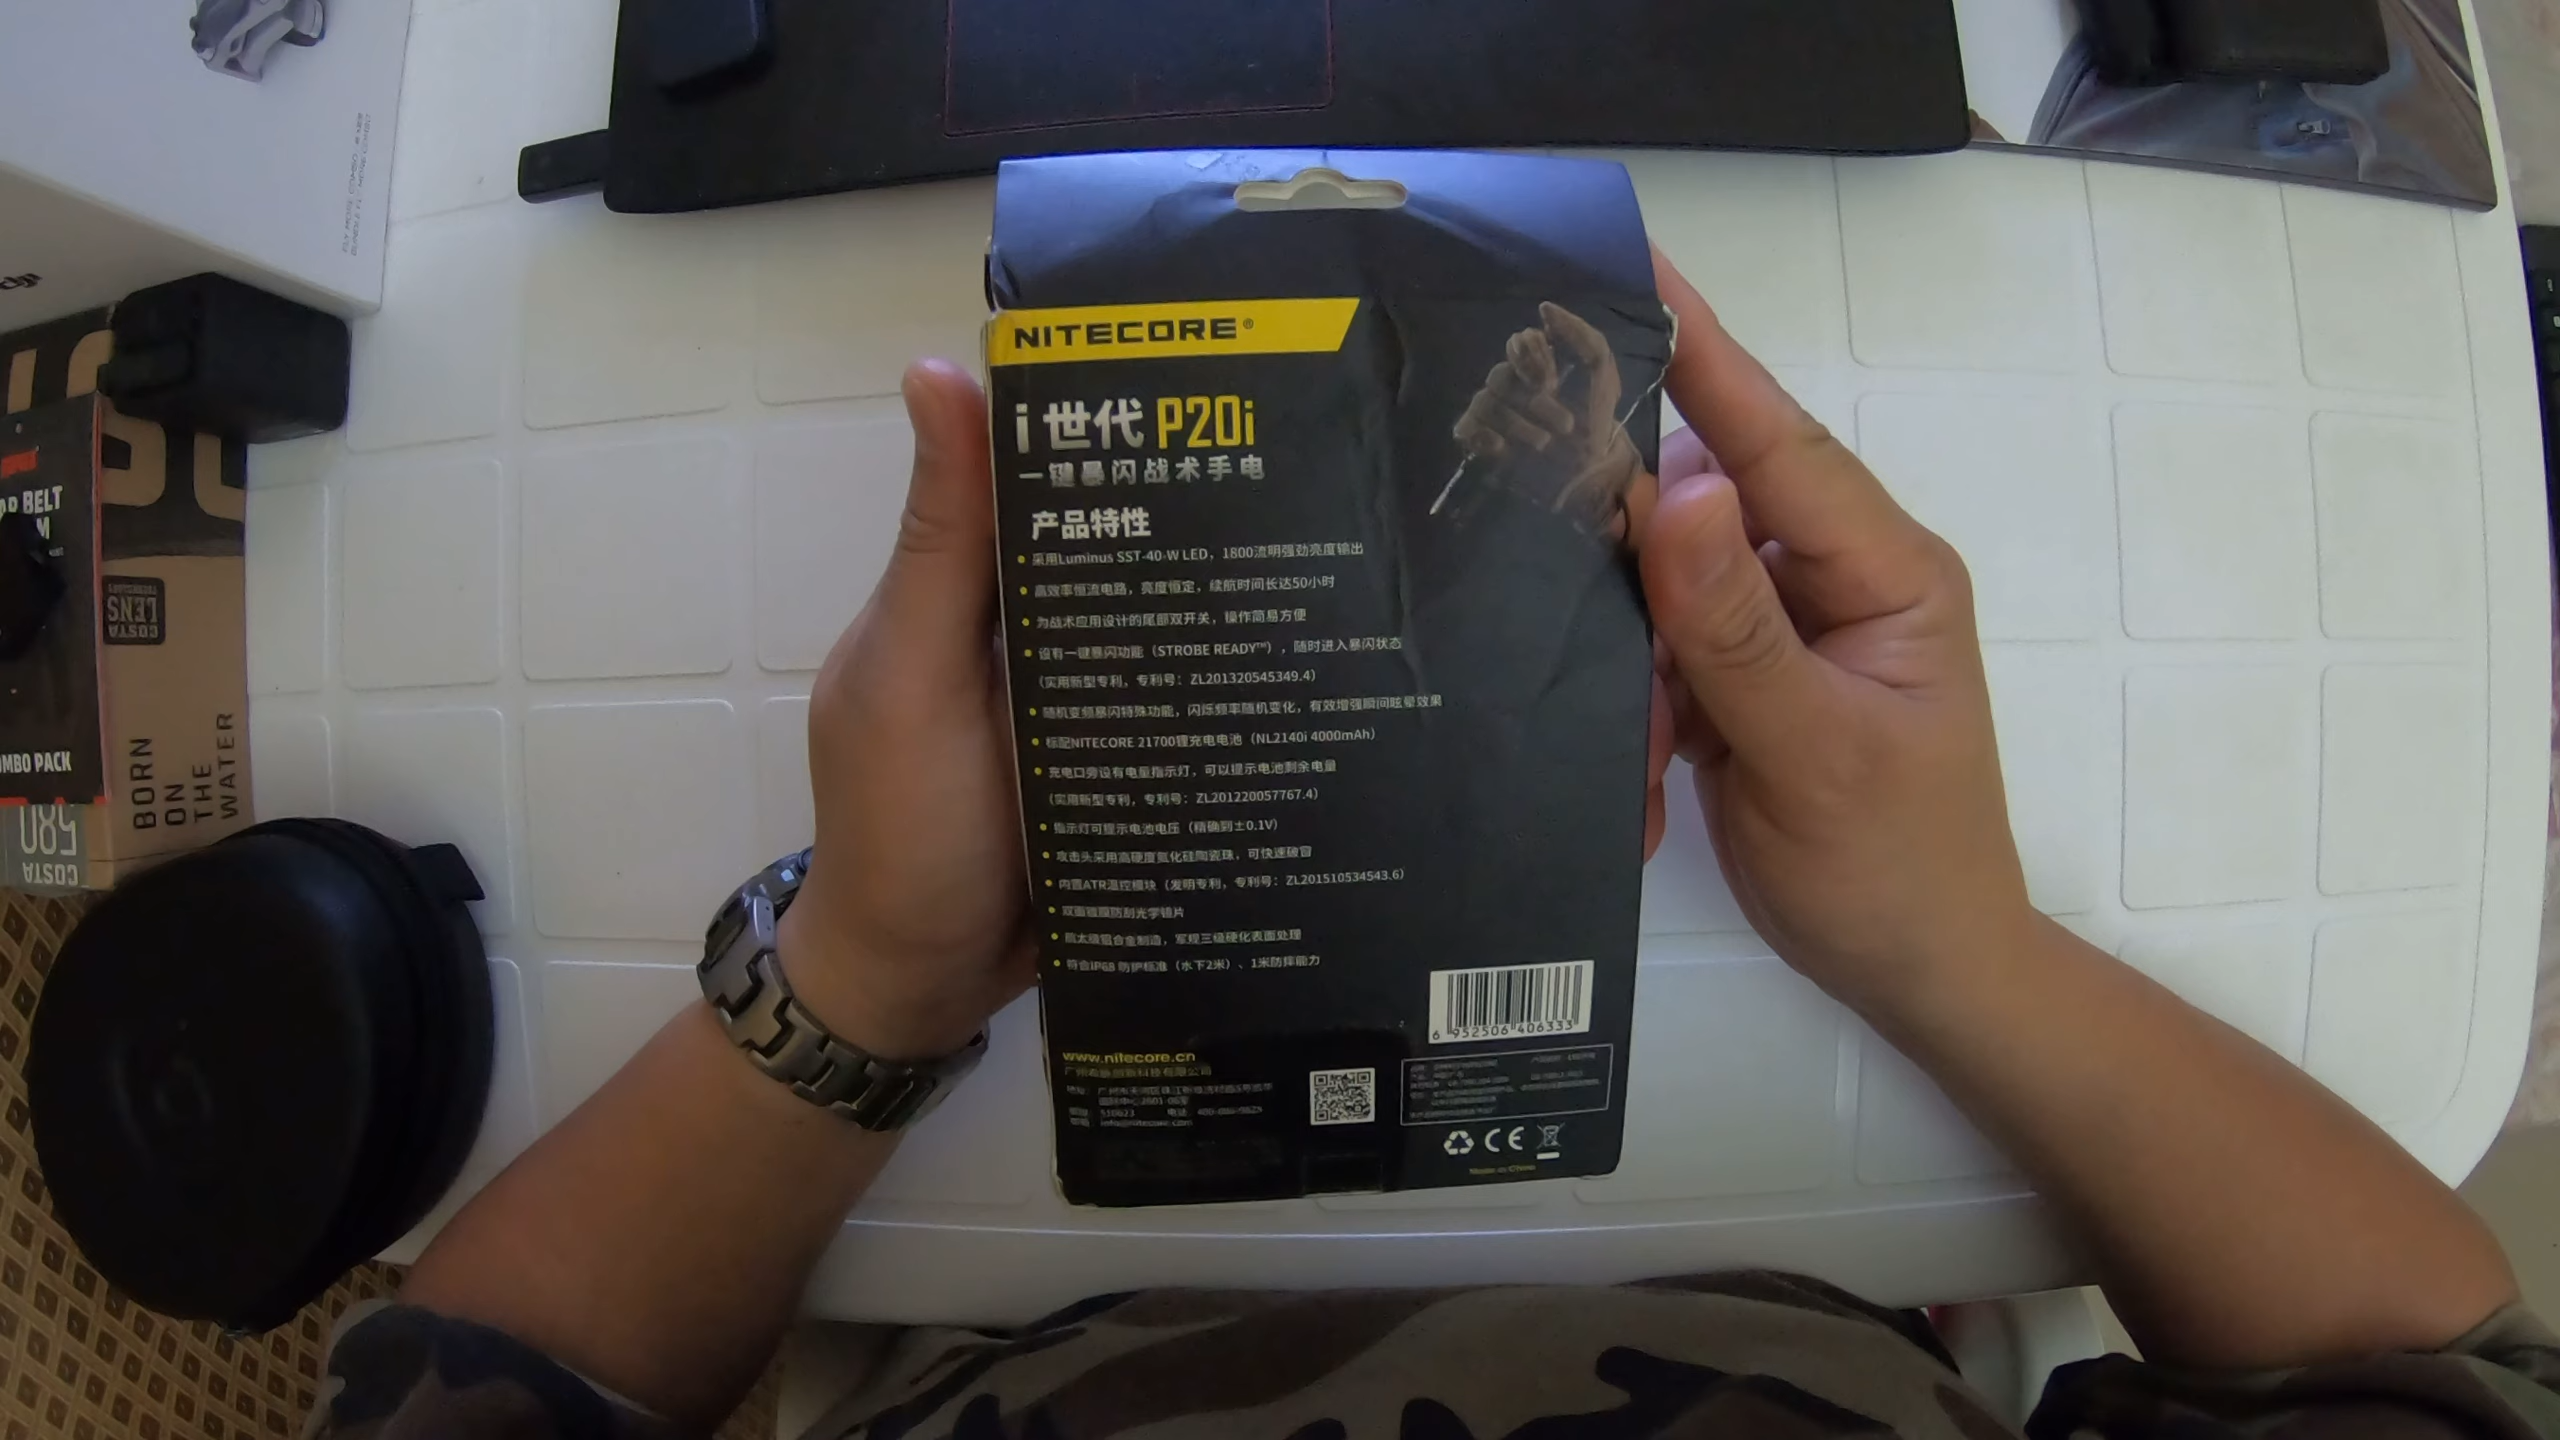 NITECORE®
i 世代 P20i
一键暴闪战术手电
产品特性
采用Luminus SST-40-W LED，1800流明强劲亮度输出
高效率恒流电路，亮度恒定，续航时间长达50小时
为战术应用设计的尾部双开关，操作简易方便
设有一键暴闪功能（STROBE READY™），随时进入暴闪状态
（实用新型专利，专利号：ZL201320545349.4）
随机变频暴闪特殊功能，闪烁频率随机变化，有效增强瞬间眩晕效果
标配NITECORE 21700锂充电电池（NL2140i 4000mAh）
充电口旁设有电量指示灯，可以提示电池剩余电量
（实用新型专利，专利号：ZL201220057767.4）
指示灯可提示电池电压（精确到±0.1V）
攻击头采用高硬度氮化硅陶瓷珠，可快速破窗
内置ATR温控模块（发明专利，专利号：ZL201510534543.6）
双面镀膜防刮光学镜片
航太级铝合金制造，军规三级硬化表面处理
符合IP68 防护标准（水下2米）、1米防摔能力
6 952506 406333
www.nitecore.cn
info@nitecore.com
CE
Made in China
dji
BELT
COMBO PACK
COSTA
LENS
BORN
ON
THE
WATER
580
COSTA